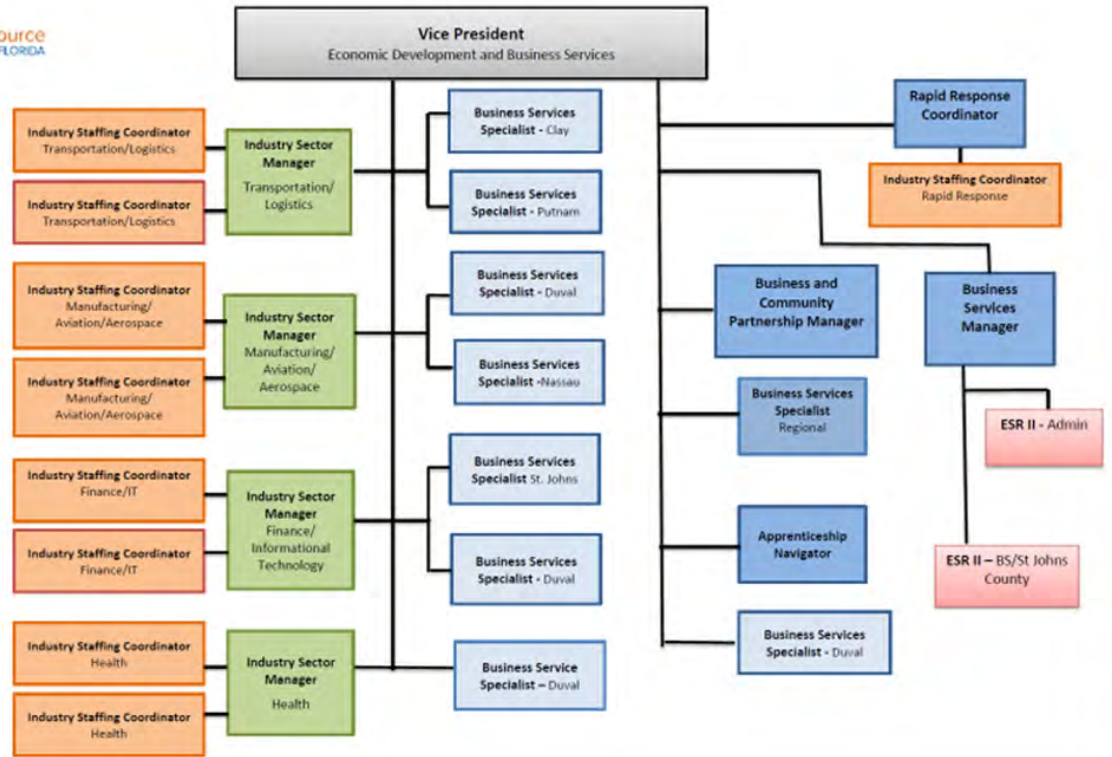 ource
FLORIDA
Vice President
Economic Development and Business Services
Industry Staffing Coordinator
Transportation/Logistics
Industry Staffing Coordinator
Transportation/Logistics
Industry Sector
Manager
Transportation/
Logistics
Business Services
Specialist - Clay
Business Services
Specialist - Putnam
Industry Staffing Coordinator
Manufacturing/
Aviation/Aerospace
Industry Staffing Coordinator
Manufacturing/
Aviation/Aerospace
Industry Sector
Manager
Manufacturing/
Aviation/
Aerospace
Business Services
Specialist - Duval
Business Services
Specialist -Nassau
Industry Staffing Coordinator
Finance/IT
Industry Staffing Coordinator
Finance/IT
Industry Sector
Manager
Finance/
Informational
Technology
Business Services
Specialist St. Johns
Business Services
Specialist - Duval
Industry Staffing Coordinator
Health
Industry Staffing Coordinator
Health
Industry Sector
Manager
Health
Business Service
Specialist – Duval
Rapid Response
Coordinator
Industry Staffing Coordinator
Rapid Response
Business and
Community
Partnership Manager
Business
Services
Manager
Business Services
Specialist
Regional
ESR II - Admin
Apprenticeship
Navigator
ESR II – BS/St Johns
County
Business Services
Specialist - Duval